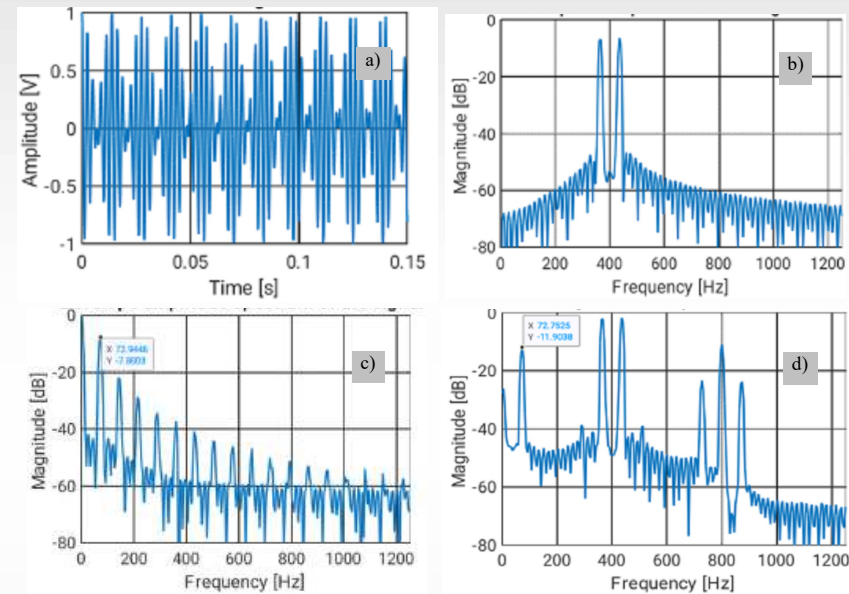 1
0.5
0
-0.5
-1
Amplitude [V]
a)
0 0.05 0.1 0.15
Time [s]
0
-20
-40
-60
-80
Magnitude [dB]
b)
0 200 400 600 800 1000 1200
Frequency [Hz]
0
-20
-40
-60
-80
Magnitude [dB]
X 72.9446
c)
0 200 400 600 800 1000 1200
Frequency [Hz]
0
-20
-40
-60
-80
Magnitude [dB]
X 72.7525
Y -11.9038
d)
0 200 400 600 800 1000 1200
Frequency [Hz]